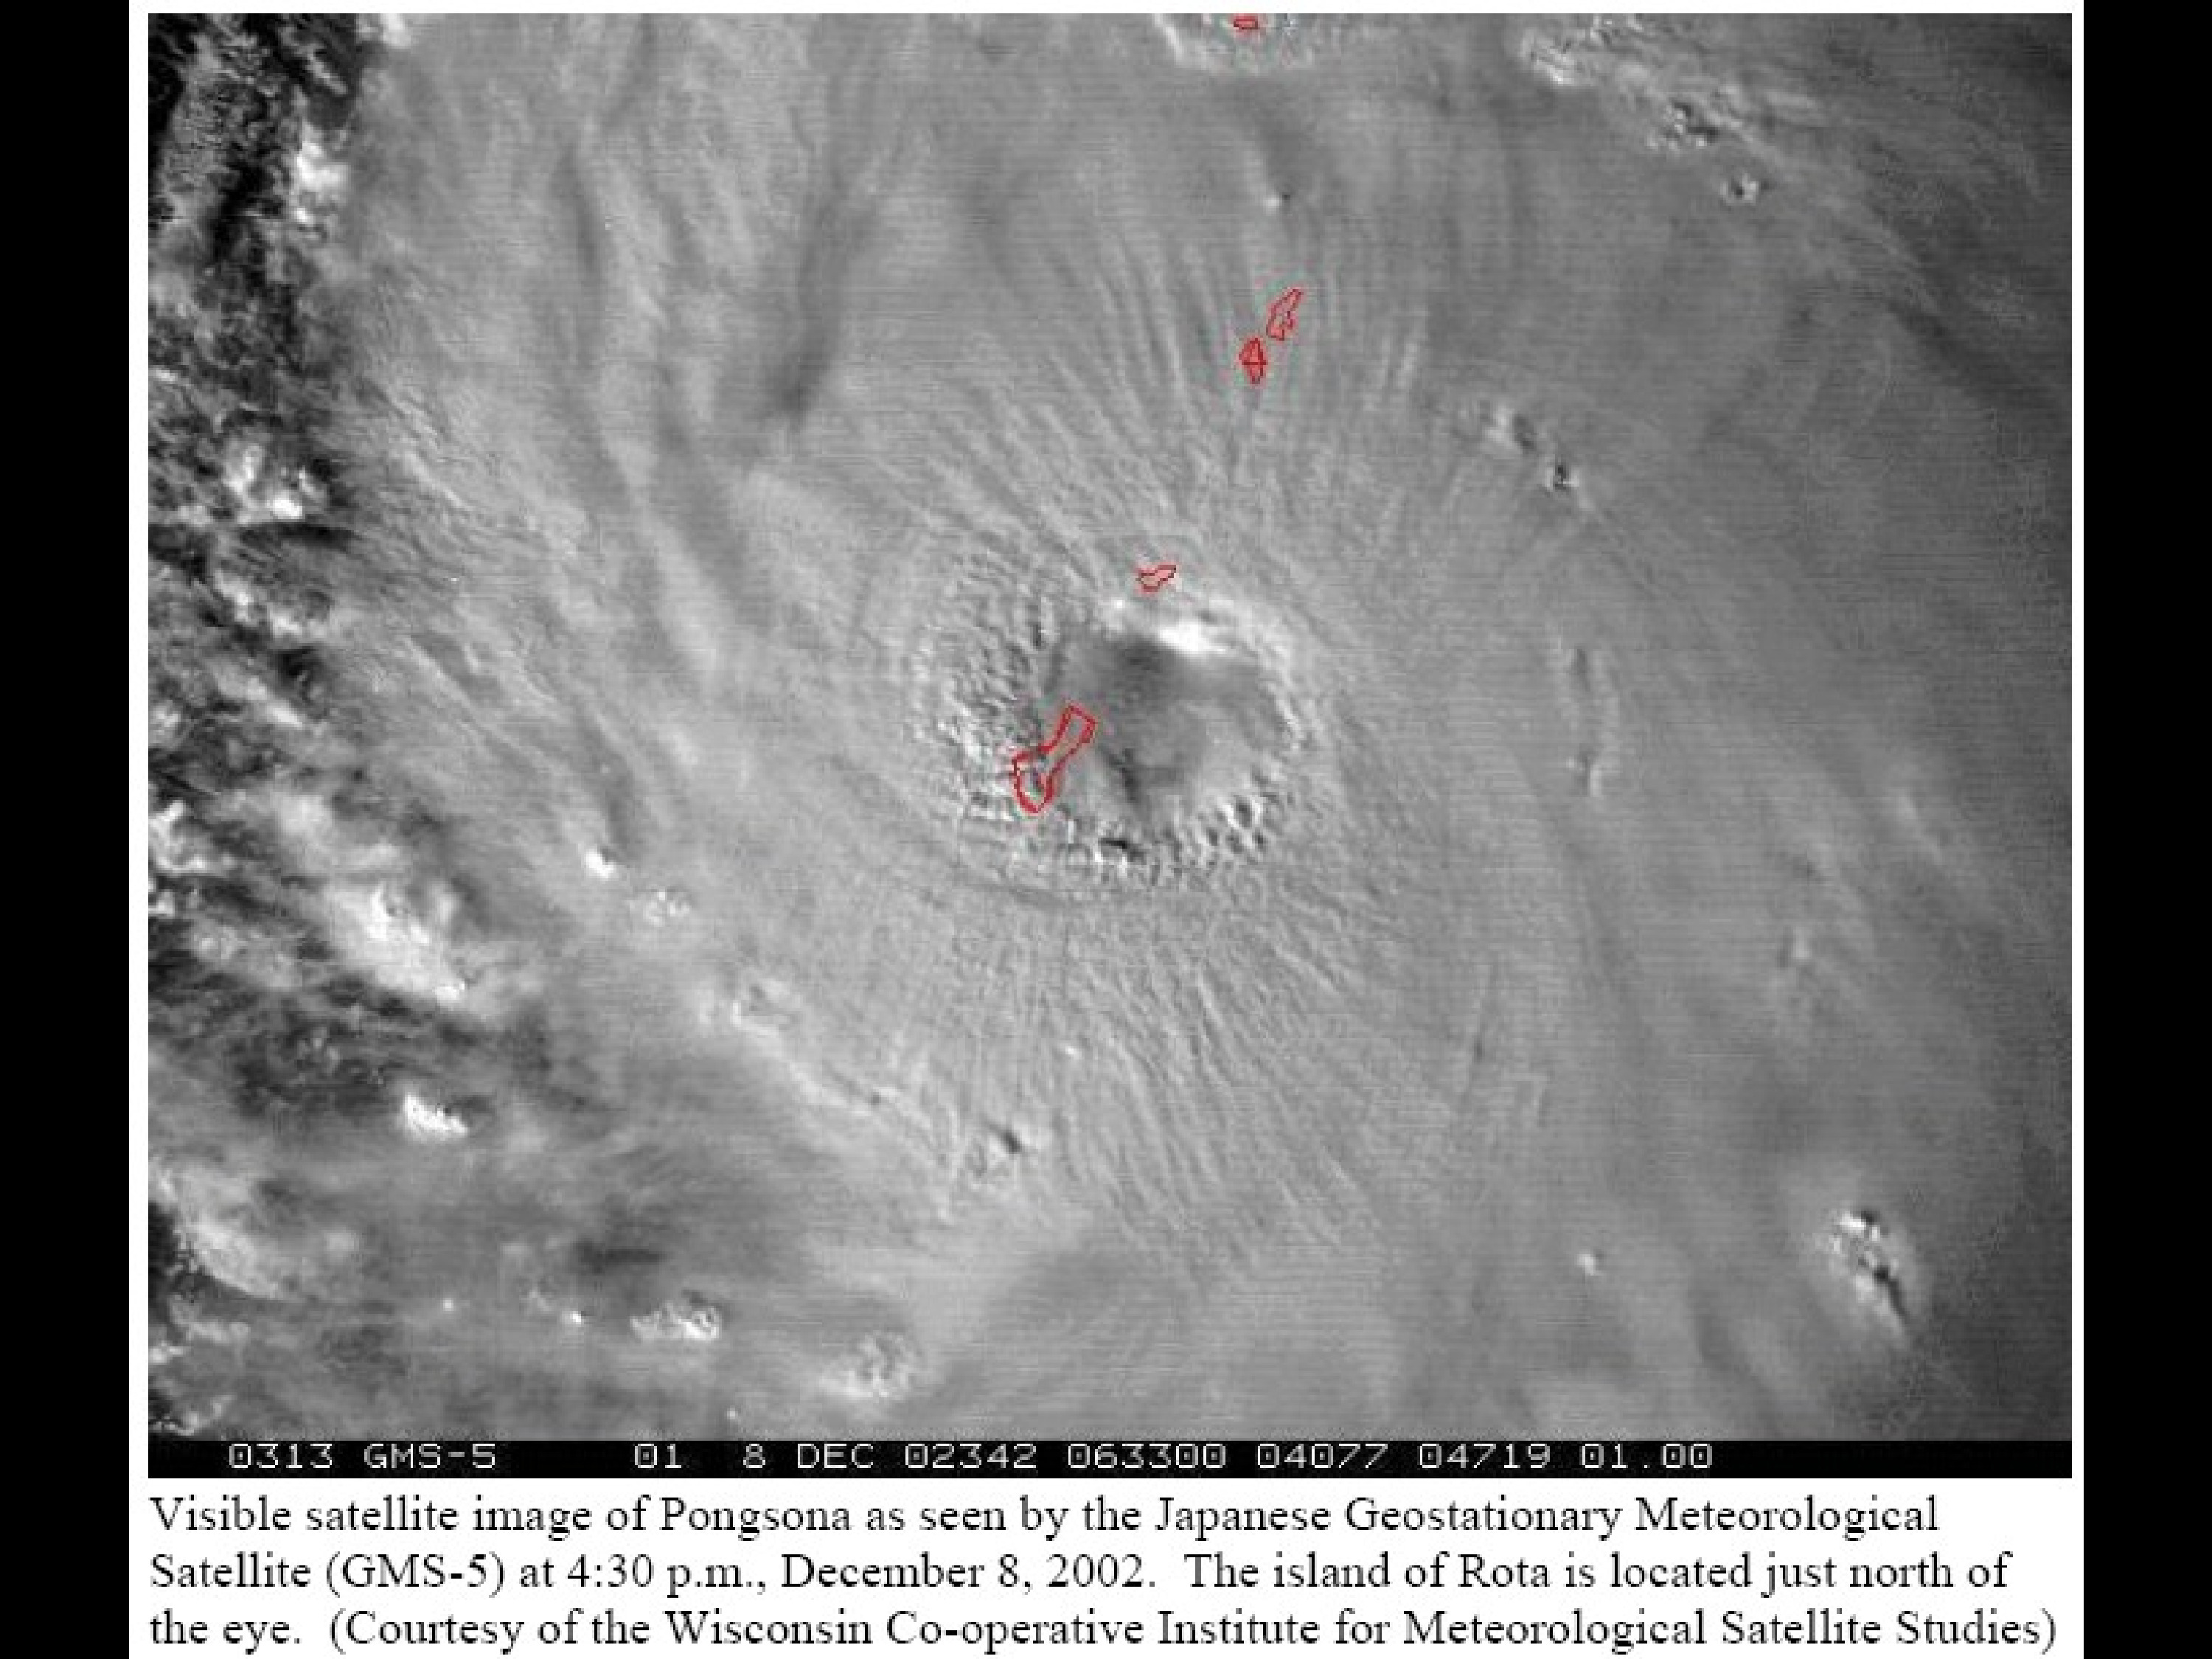 0313 GMS-5 01 8 DEC 02342 063300 04077 04719 01.00
Visible satellite image of Pongsona as seen by the Japanese Geostationary Meteorological
Satellite (GMS-5) at 4:30 p.m., December 8, 2002. The island of Rota is located just north of
the eye. (Courtesy of the Wisconsin Co-operative Institute for Meteorological Satellite Studies)